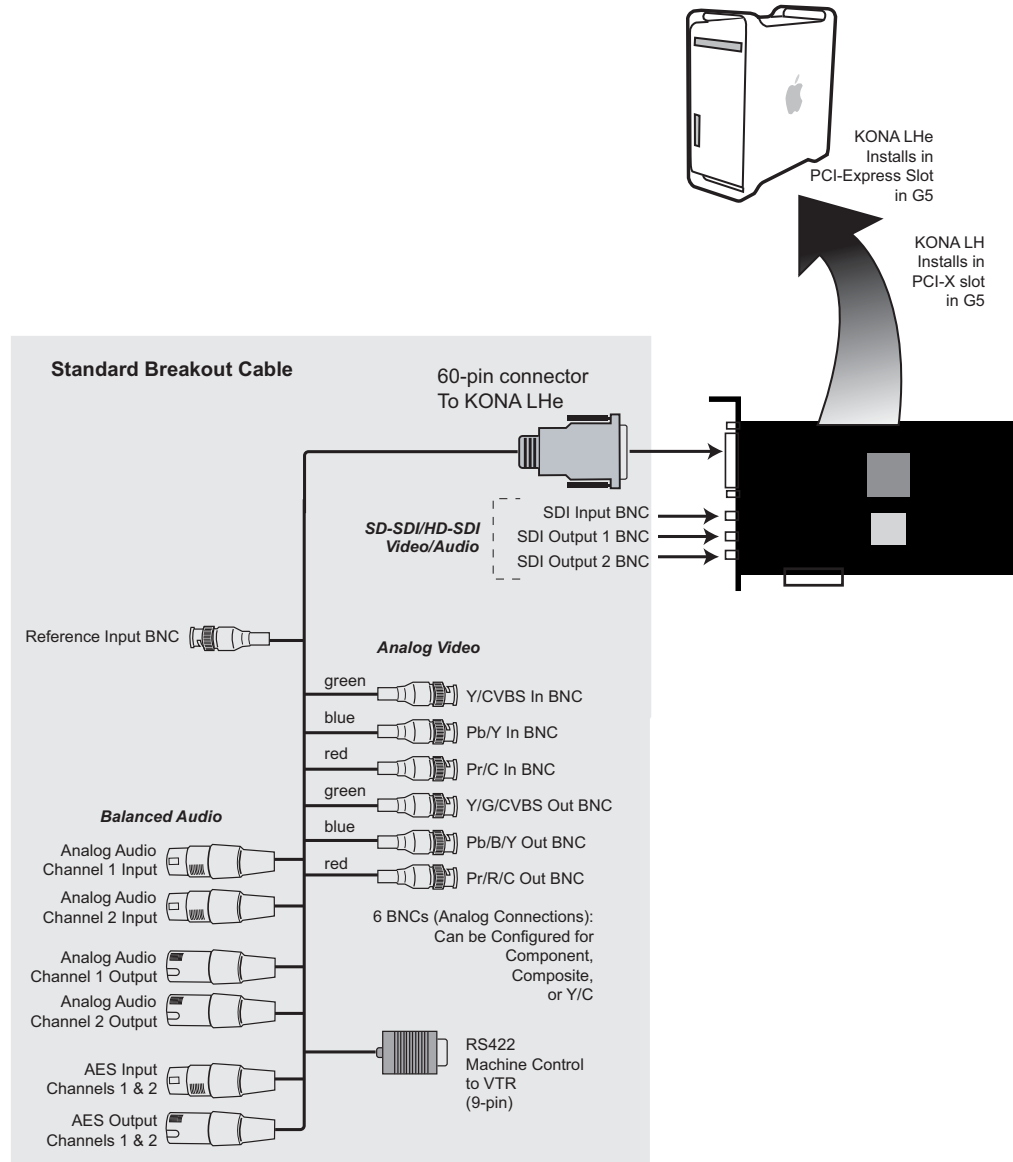 KONA LHe
Installs in
PCI-Express Slot
in G5
KONA LH
Installs in
PCI-X slot
in G5
Standard Breakout Cable
60-pin connector
To KONA LHe
SD-SDI/HD-SDI
Video/Audio
SDI Input BNC
SDI Output 1 BNC
SDI Output 2 BNC
Reference Input BNC
Analog Video
green
Y/CVBS In BNC
blue
Pb/Y In BNC
red
Pr/C In BNC
green
Y/G/CVBS Out BNC
blue
Pb/B/Y Out BNC
red
Pr/R/C Out BNC
6 BNCs (Analog Connections):
Can be Configured for
Component,
Composite,
or Y/C
Balanced Audio
Analog Audio
Channel 1 Input
Analog Audio
Channel 2 Input
Analog Audio
Channel 1 Output
Analog Audio
Channel 2 Output
AES Input
Channels 1 & 2
AES Output
Channels 1 & 2
RS422
Machine Control
to VTR
(9-pin)